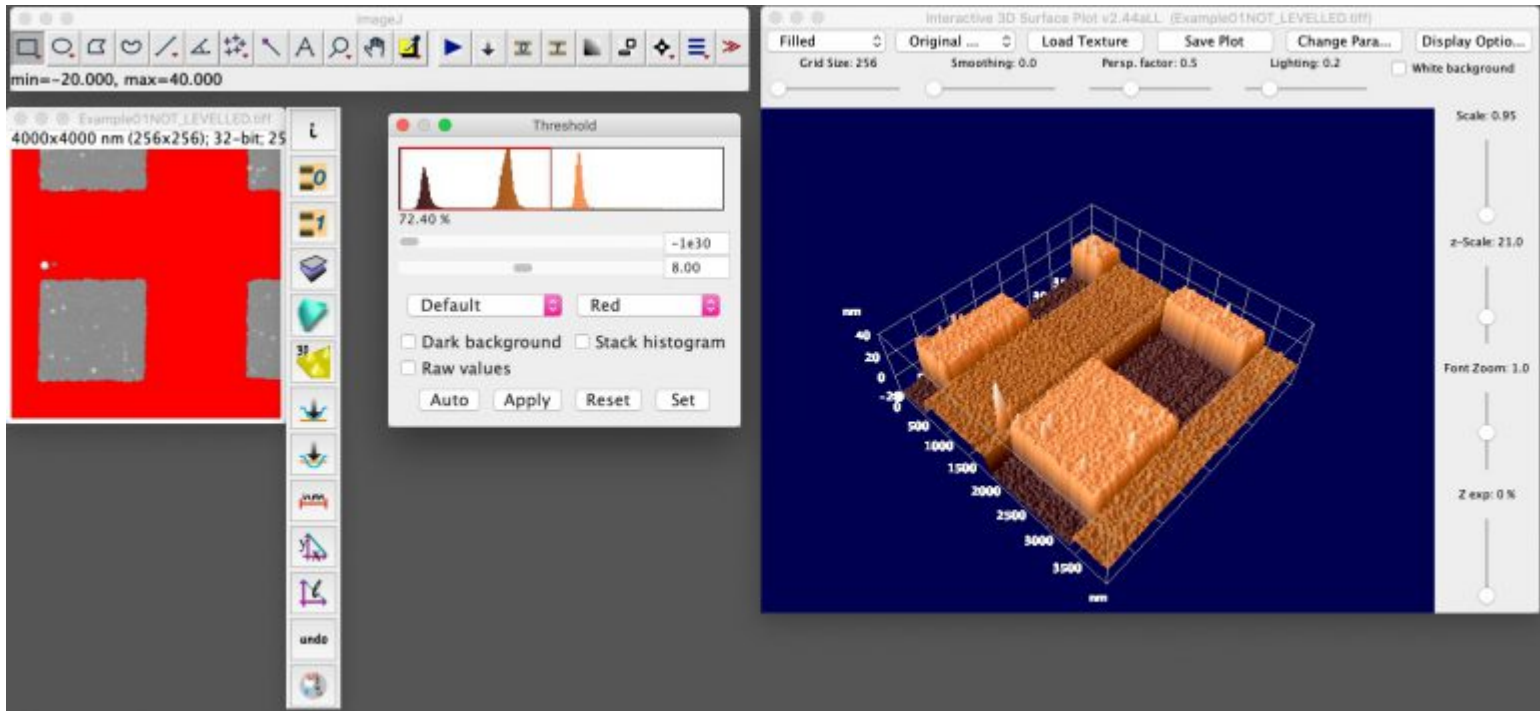 ImageJ
min=-20.000, max=40.000
Example01NOT_LEVELLED.tiff
4000x4000 nm (256x256); 32-bit; 25
i
0
1
3D
undo
Threshold
72.40 %
-1e30
8.00
Default
Red
Dark background
Stack histogram
Raw values
Auto
Apply
Reset
Set
Interactive 3D Surface Plot v2.44aLL (Example01NOT_LEVELLED.tiff)
Filled
Original ...
Load Texture
Save Plot
Change Para...
Display Optio...
Grid Size: 256
Smoothing: 0.0
Persp. factor: 0.5
Lighting: 0.2
White background
Scale: 0.95
z-Scale: 21.0
Font Zoom: 1.0
Z exp: 0 %
nm
40
20
0
0
500
1000
1500
2000
2500
3000
3500
nm